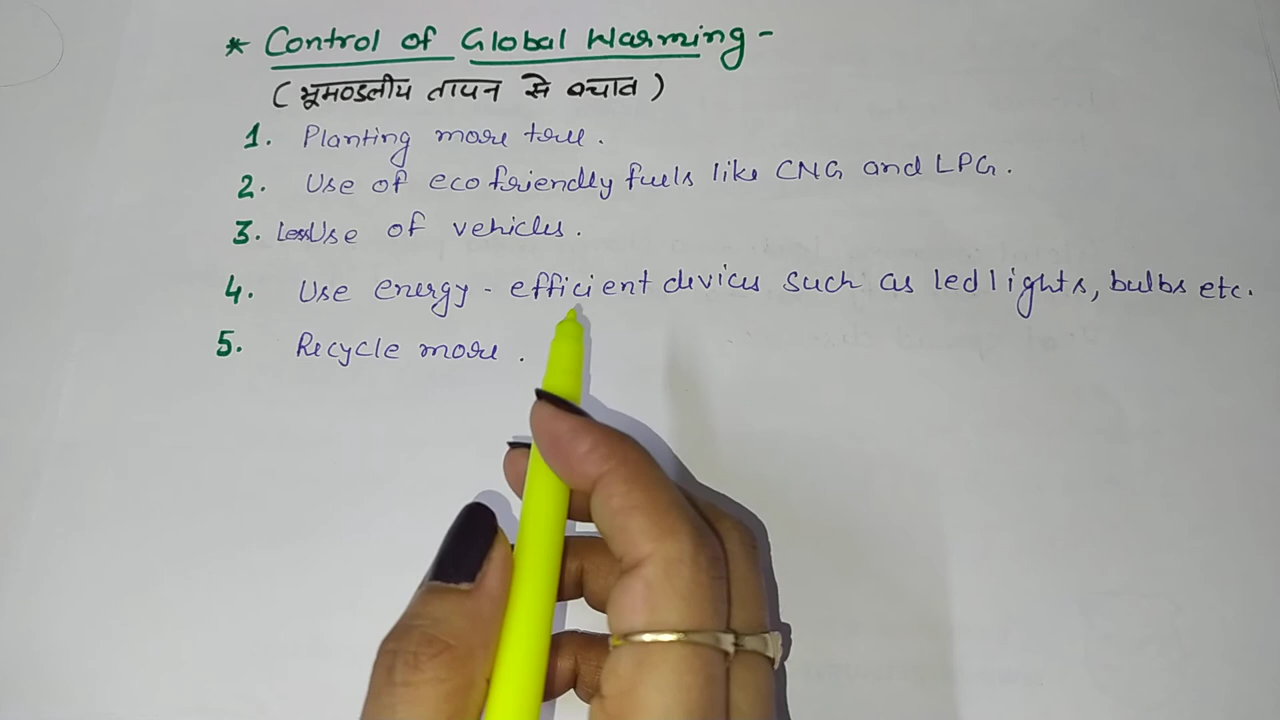 * Control of Global Warming -
(भूमण्डलीय तापन से बचाव)
1. Planting more tree.
2. Use of ecofriendly fuels like CNG and LPG.
3. Less Use of vehicles.
4. Use energy - efficient devices such as led lights, bulbs etc.
5. Recycle more.